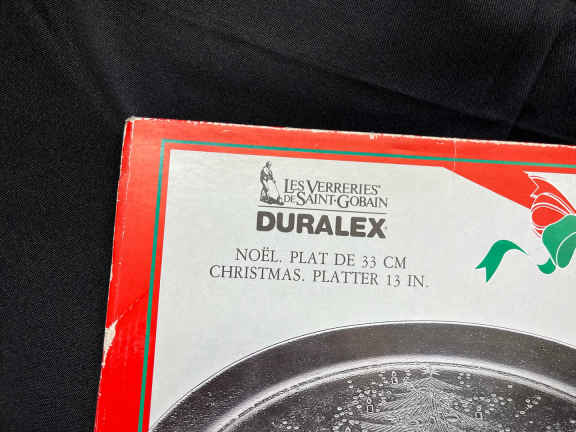 LES VERRERIES
DE SAINT-GOBAIN
DURALEX
NOËL. PLAT DE 33 CM
CHRISTMAS. PLATTER 13 IN.